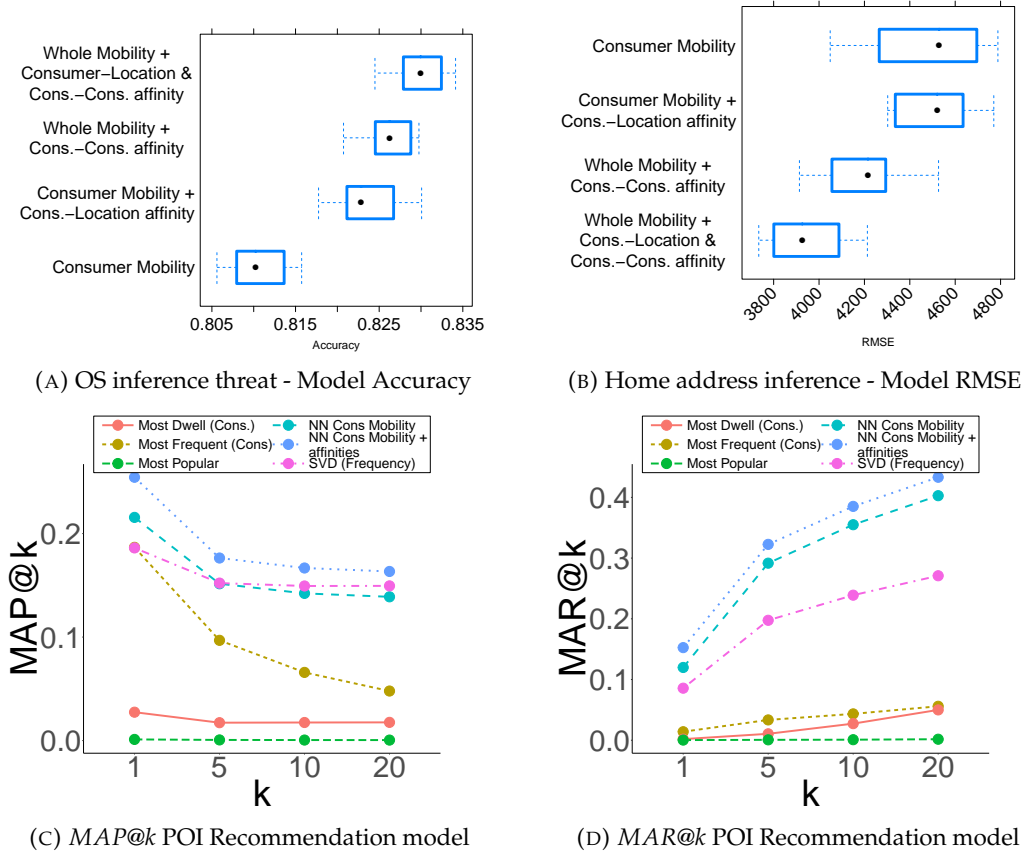 Whole Mobility +
Consumer−Location &
Cons.−Cons. affinity
Whole Mobility +
Cons.−Cons. affinity
Consumer Mobility +
Cons.−Location affinity
Consumer Mobility
0.805 0.815 0.825 0.835
Accuracy
(A) OS inference threat - Model Accuracy
Consumer Mobility
Consumer Mobility +
Cons.−Location affinity
Whole Mobility +
Cons.−Cons. affinity
Whole Mobility +
Cons.−Location &
Cons.−Cons. affinity
3800 4000 4200 4400 4600 4800
RMSE
(B) Home address inference - Model RMSE
Most Dwell (Cons.)
Most Frequent (Cons)
Most Popular
NN Cons Mobility
NN Cons Mobility +
affinities
SVD (Frequency)
MAP@k
0.2
0.1
0.0
1 5 10 20
k
(C) MAP@k POI Recommendation model
Most Dwell (Cons.)
Most Frequent (Cons)
Most Popular
NN Cons Mobility
NN Cons Mobility +
affinities
SVD (Frequency)
MAR@k
0.4
0.3
0.2
0.1
0.0
1 5 10 20
k
(D) MAR@k POI Recommendation model